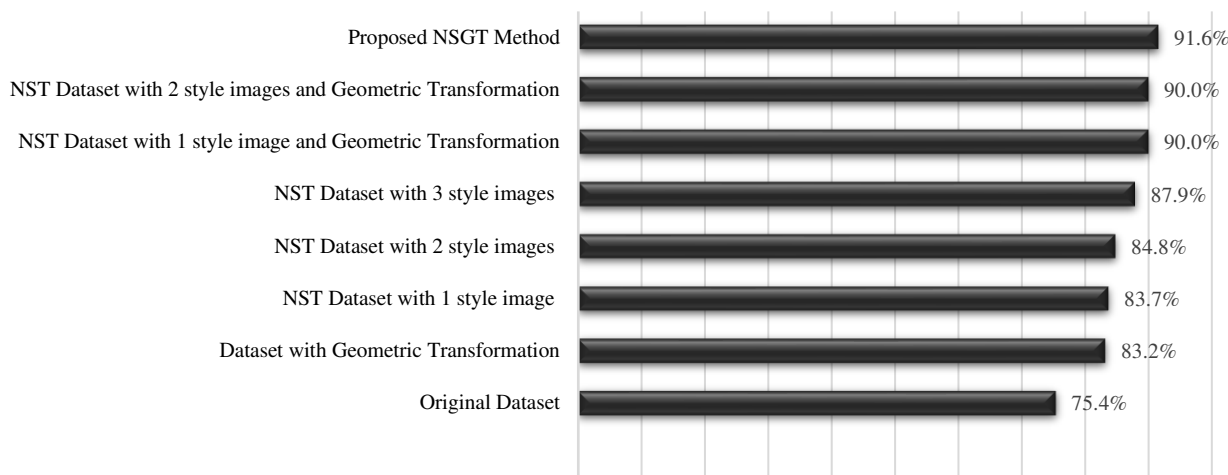 Proposed NSGT Method 91.6%
NST Dataset with 2 style images and Geometric Transformation 90.0%
NST Dataset with 1 style image and Geometric Transformation 90.0%
NST Dataset with 3 style images 87.9%
NST Dataset with 2 style images 84.8%
NST Dataset with 1 style image 83.7%
Dataset with Geometric Transformation 83.2%
Original Dataset 75.4%